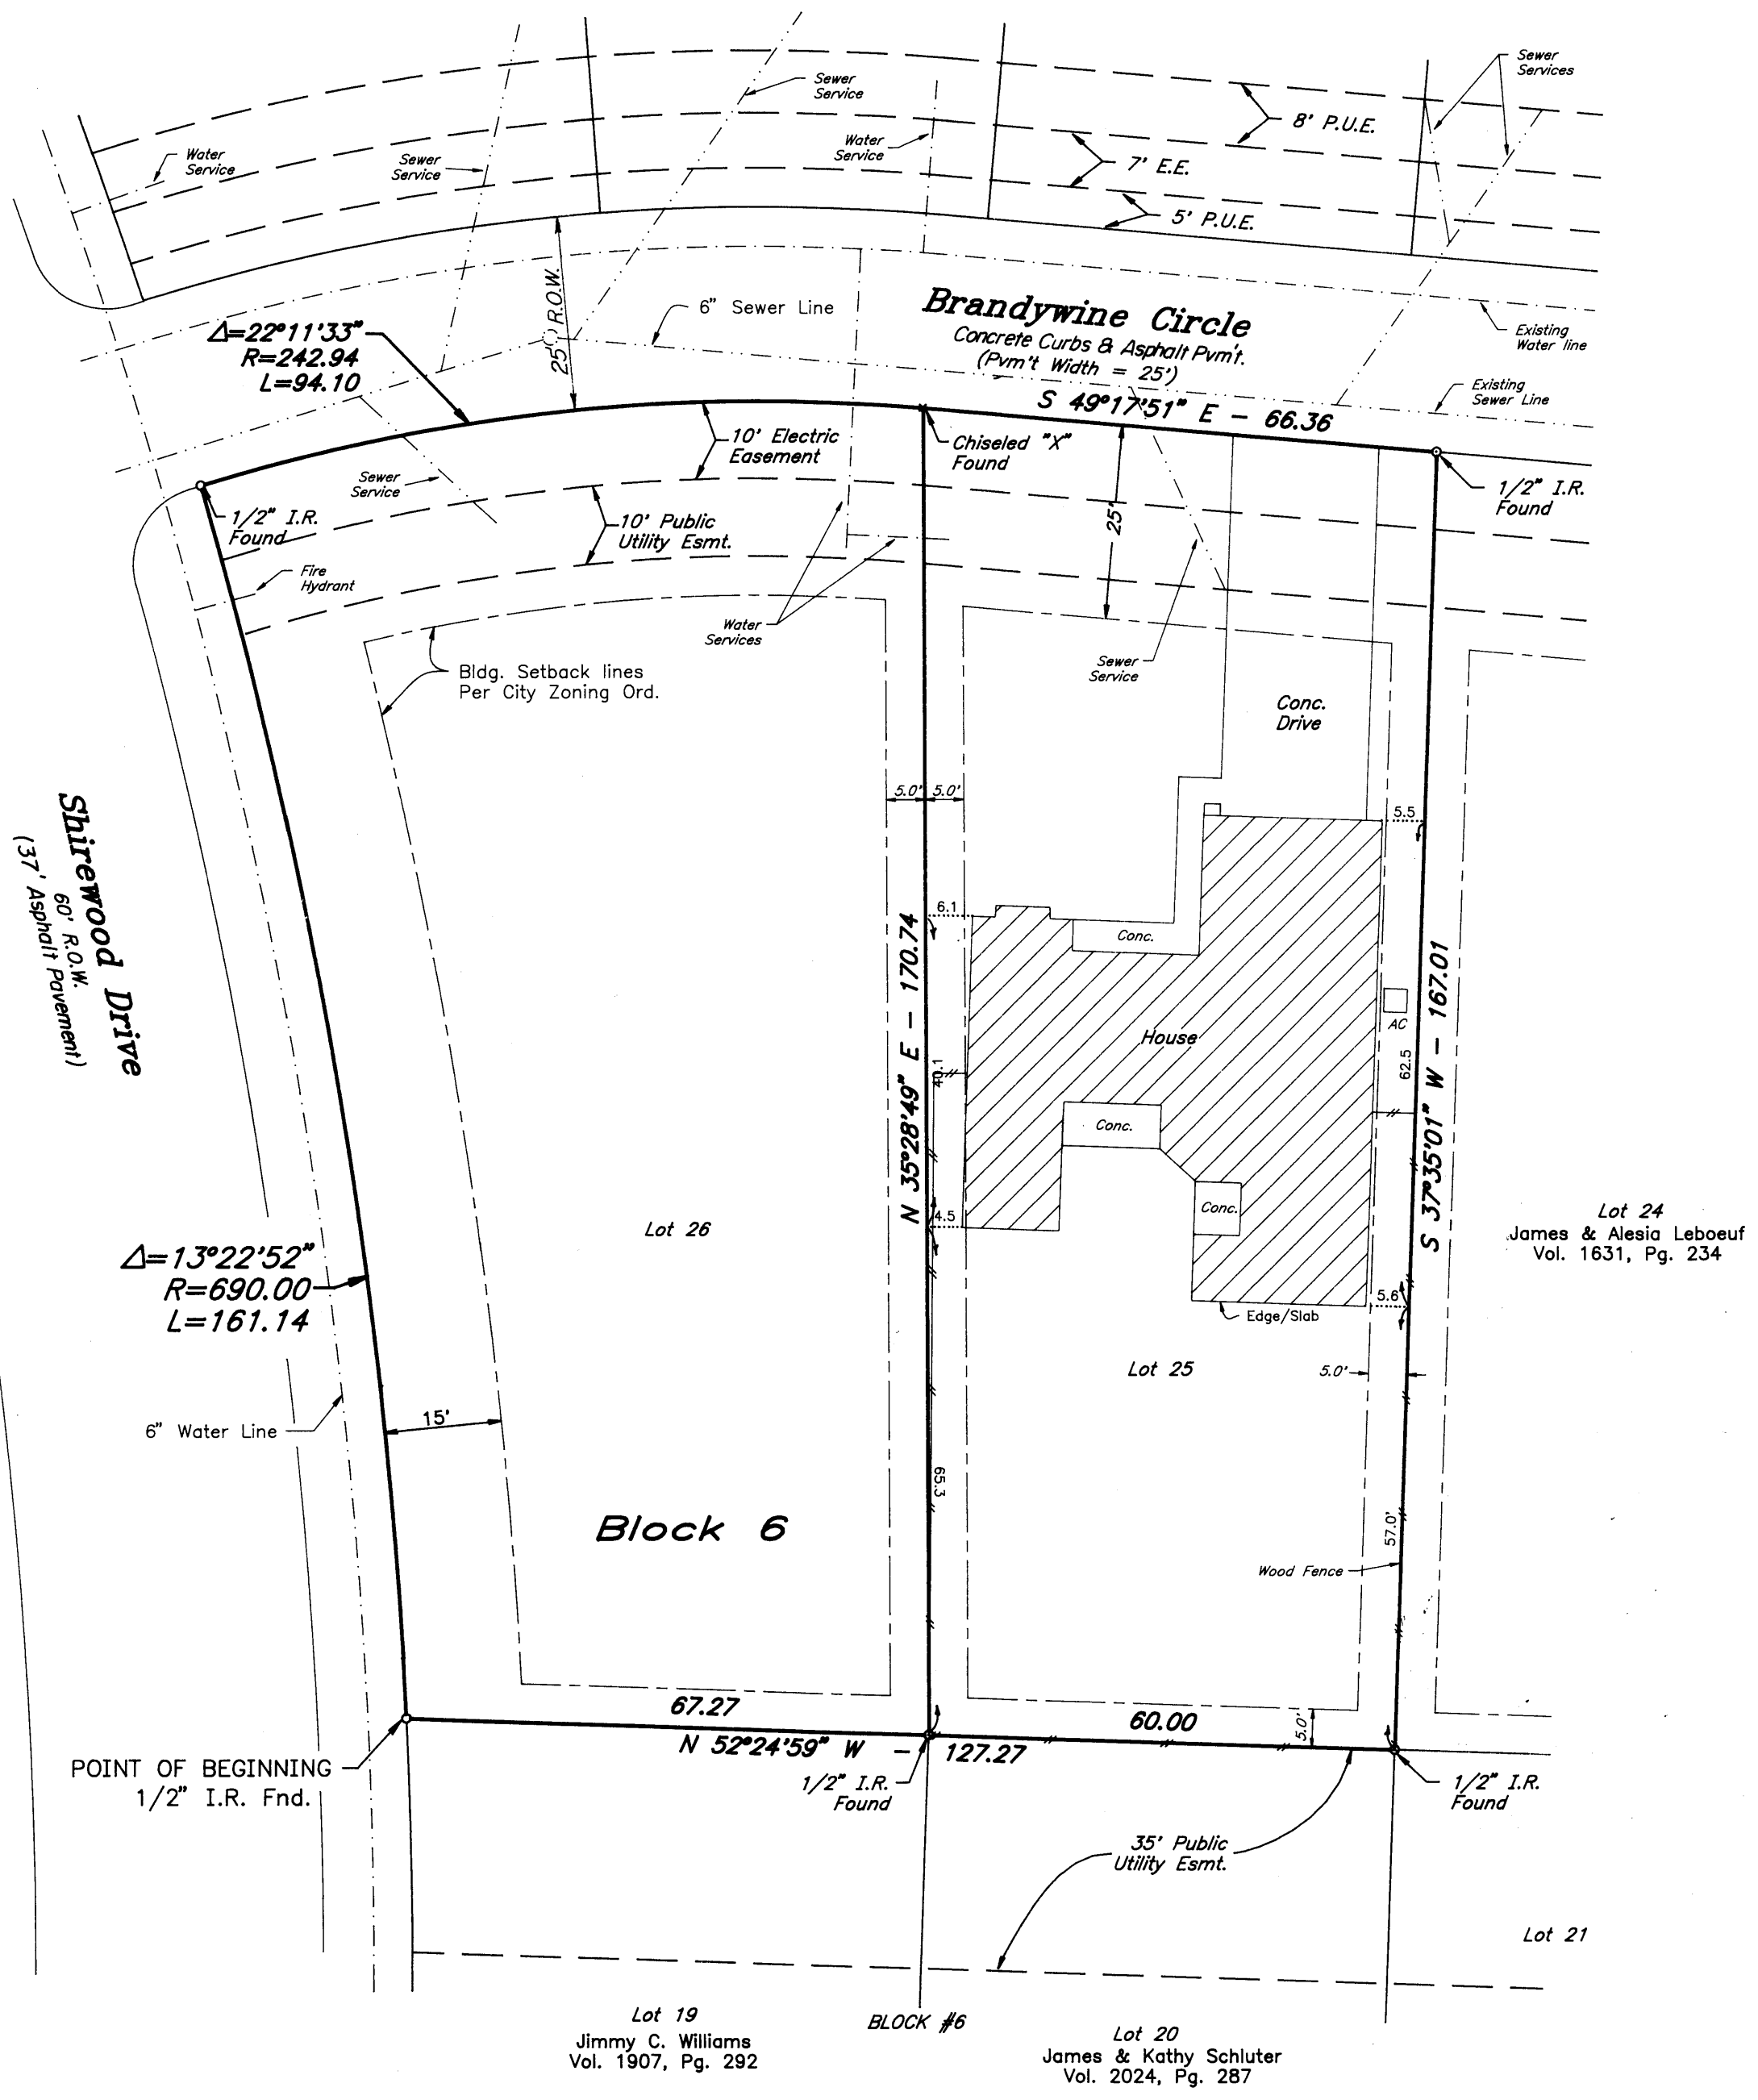 Sewer
Services
Sewer
Service
8' P.U.E.
Water
Service
7' E.E.
Water
Service
Sewer
Service
5' P.U.E.
25' R.O.W.
6" Sewer Line
Brandywine Circle
Concrete Curbs & Asphalt Pvm't.
(Pvm't Width = 25')
Existing
Water line
Δ=22°11'33"
R=242.94
L=94.10
Existing
Sewer Line
S 49°17'51" E - 66.36
10' Electric
Easement
Chiseled "X"
Found
Sewer
Service
1/2" I.R.
Found
1/2" I.R.
Found
10' Public
Utility Esmt.
25'
Fire
Hydrant
Water
Services
Sewer
Service
Bldg. Setback lines
Per City Zoning Ord.
Conc.
Drive
5.0'
5.0'
5.5
Shirewood Drive
60' R.O.W.
(37' Asphalt Pavement)
6.1
Conc.
N 35°28'49" E - 170.74
S 37°35'01" W - 167.01
AC
House
40.1
62.5
Conc.
Conc.
4.5
Lot 26
Lot 24
James & Alesia Leboeuf
Vol. 1631, Pg. 234
Δ=13°22'52"
R=690.00
L=161.14
5.6
Edge/Slab
Lot 25
5.0'
15'
6" Water Line
65.3
Block 6
57.0'
Wood Fence
67.27
60.00
5.0'
N 52°24'59" W - 127.27
POINT OF BEGINNING
1/2" I.R. Fnd.
1/2" I.R.
Found
1/2" I.R.
Found
35' Public
Utility Esmt.
Lot 21
Lot 19
Jimmy C. Williams
Vol. 1907, Pg. 292
BLOCK #6
Lot 20
James & Kathy Schluter
Vol. 2024, Pg. 287